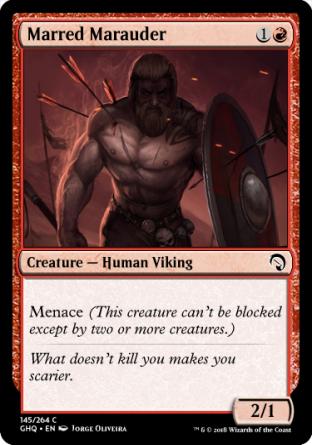 Marred Marauder 1
Creature — Human Viking
Menace (This creature can't be blocked
except by two or more creatures.)
What doesn't kill you makes you
scarier.
2/1
145/264 C
GHQ • EN Jorge Oliveira
™ & © 2018 Wizards of the Coast